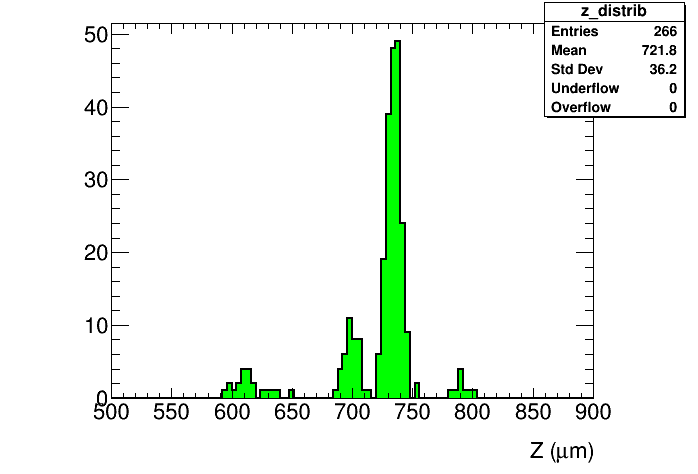 z_distrib
Entries 266
Mean 721.8
Std Dev 36.2
Underflow 0
Overflow 0
50
40
30
20
10
0
500 550 600 650 700 750 800 850 900
Z (μm)